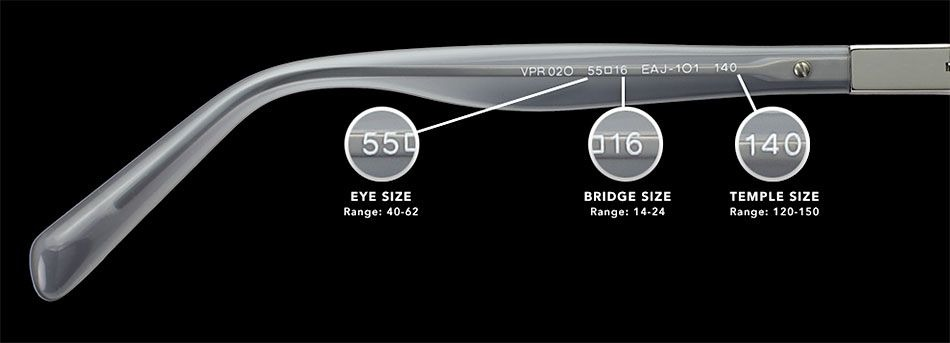 VPR 02O 55□16 EAJ-1O1 140
55□ □16 140
EYE SIZE BRIDGE SIZE TEMPLE SIZE
Range: 40-62 Range: 14-24 Range: 120-150